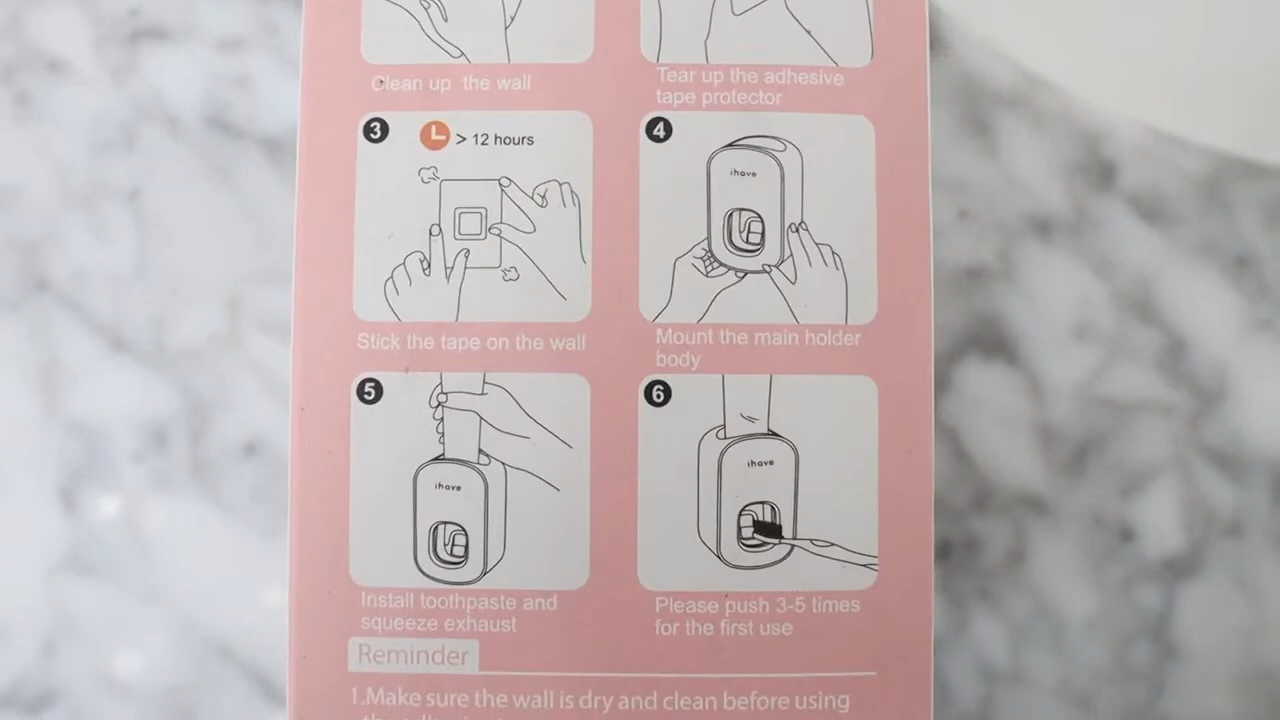 Clean up the wall
Tear up the adhesive
tape protector
3
> 12 hours
4
ihave
Stick the tape on the wall
Mount the main holder
body
5
ihave
6
ihave
Install toothpaste and
squeeze exhaust
Please push 3-5 times
for the first use
Reminder
1.Make sure the wall is dry and clean before using